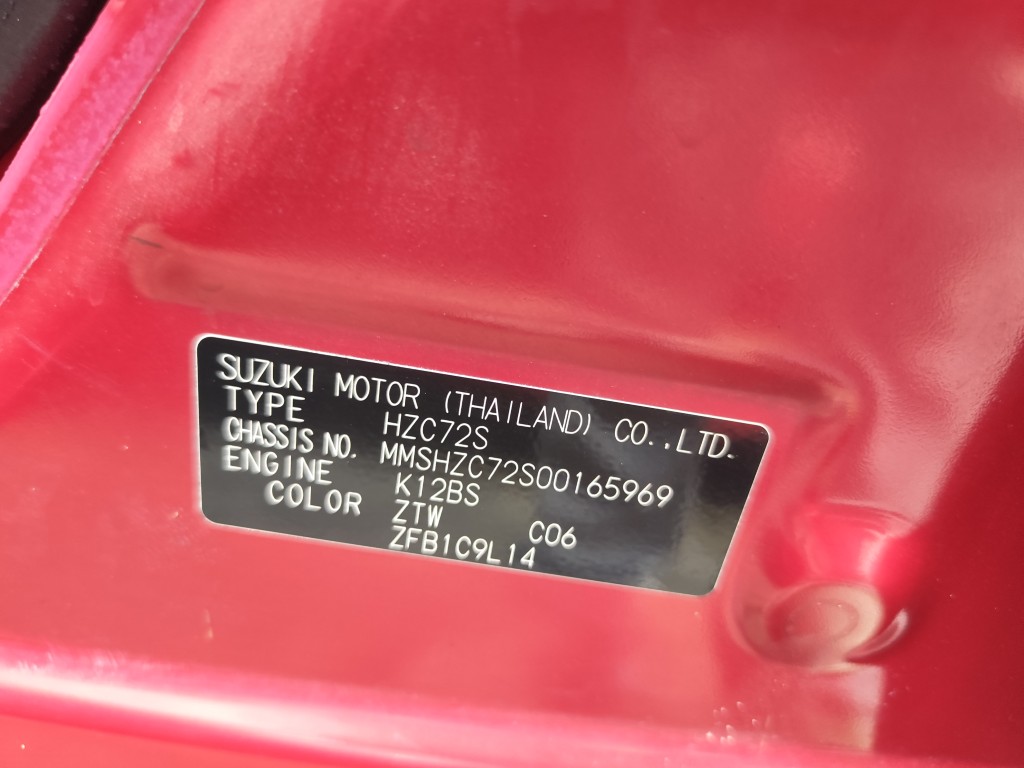 SUZUKI MOTOR (THAILAND) CO.,LTD.
TYPE HZC72S
CHASSIS NO. MMSHZC72S00165969
ENGINE K12BS
COLOR ZTW C06
ZFB1C9L14